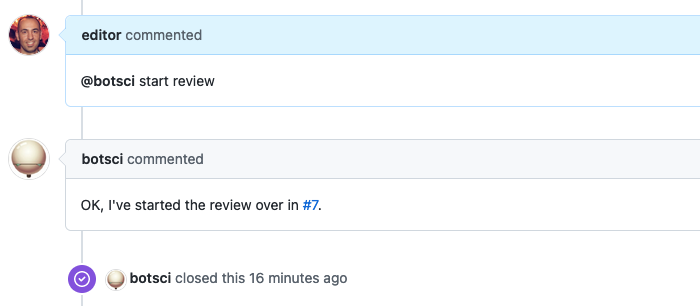 editor commented
@botsci start review
botsci commented
OK, I've started the review over in #7.
botsci closed this 16 minutes ago